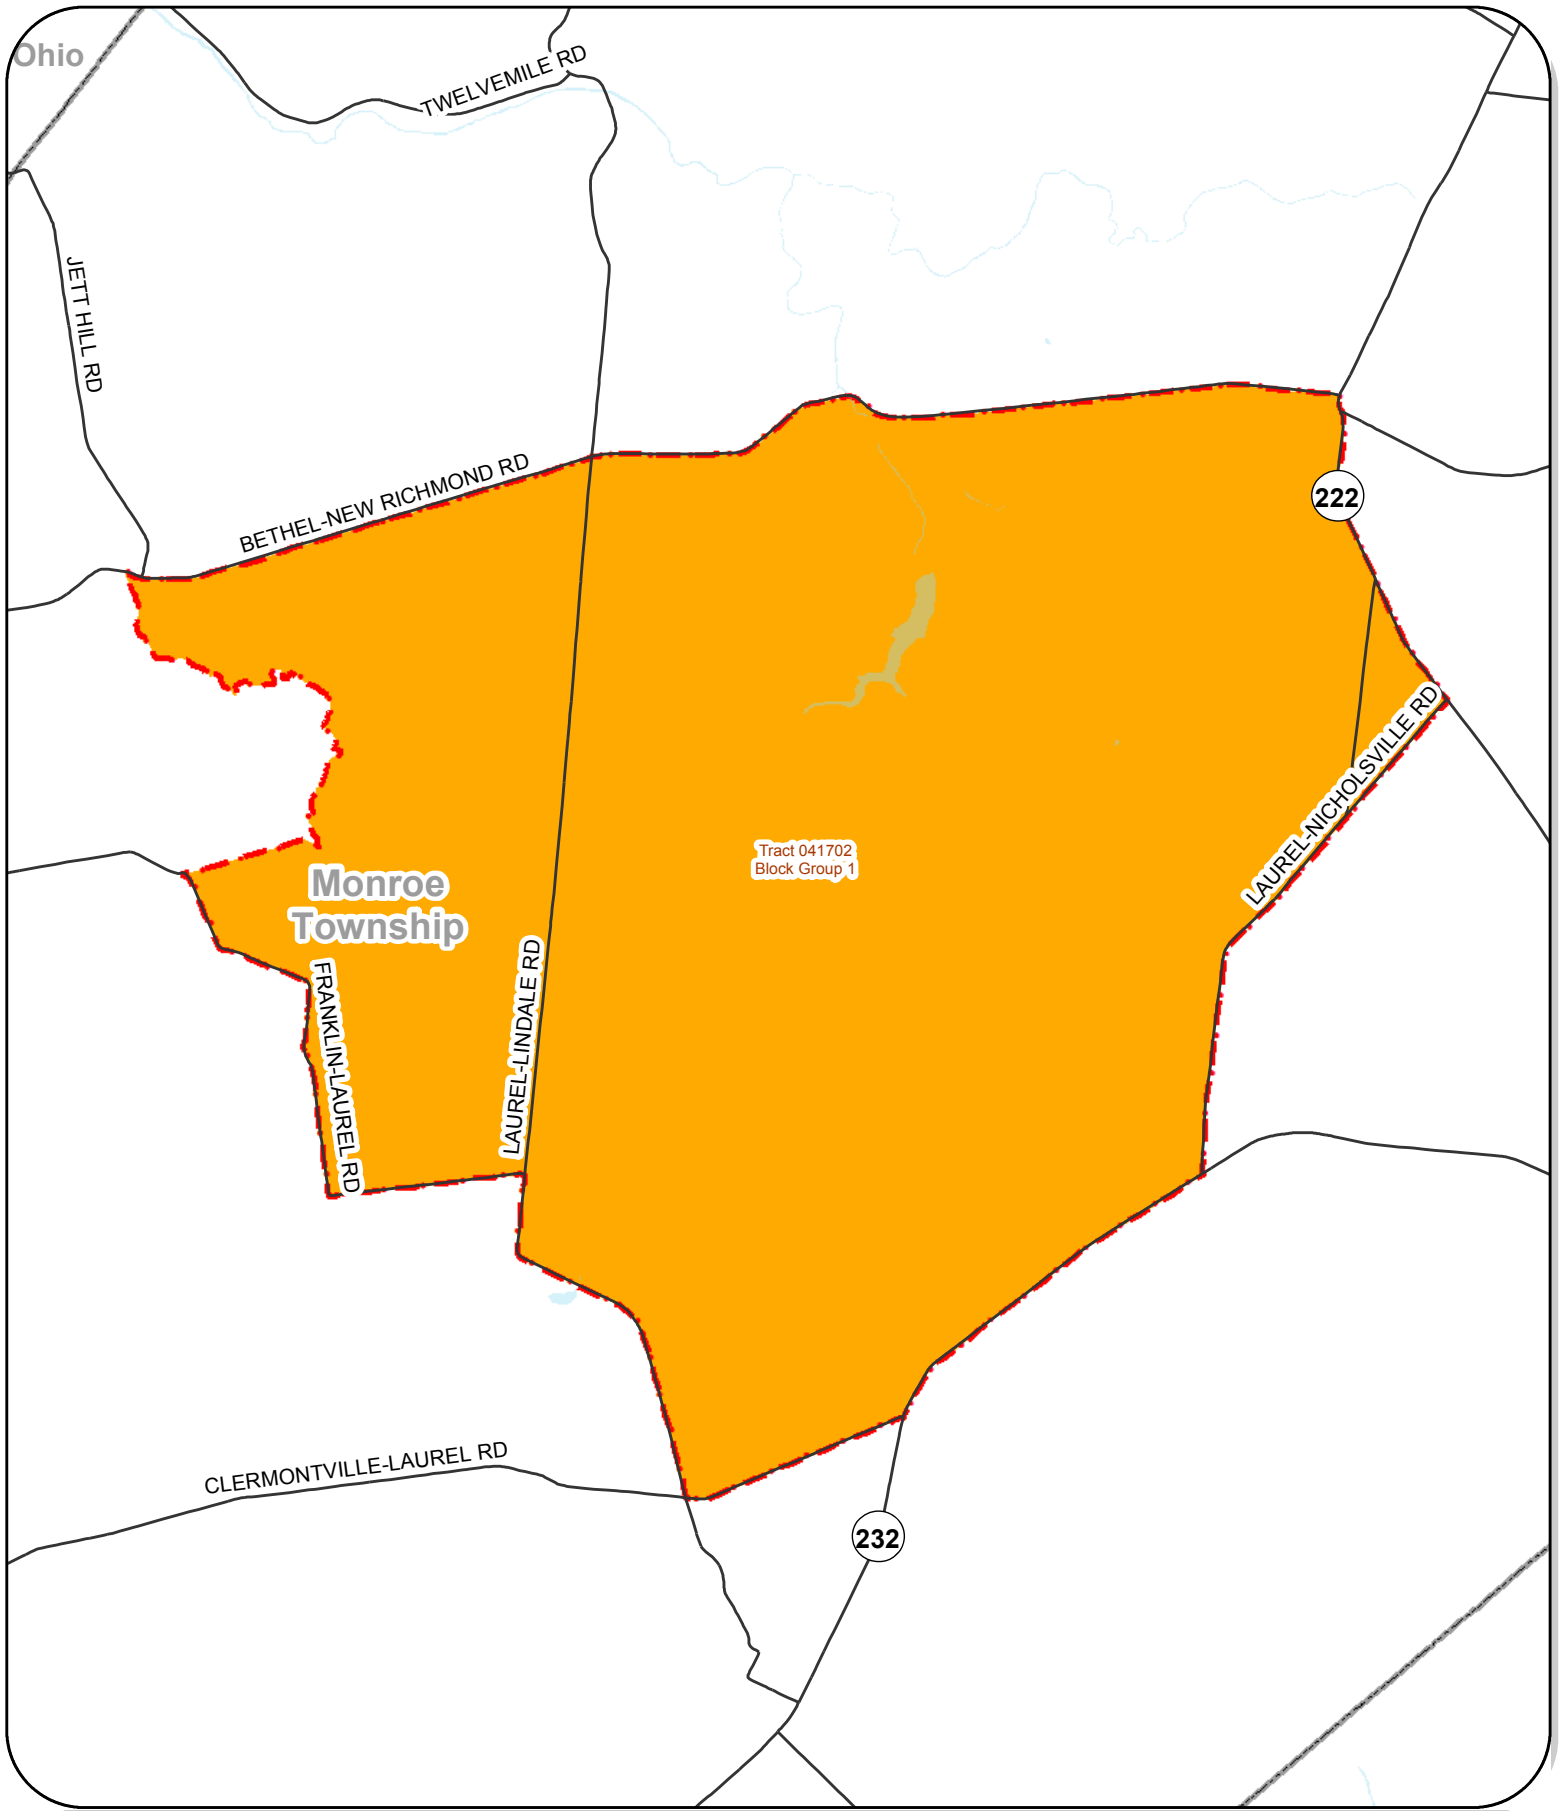 Ohio
TWELVEMILE RD
JETT HILL RD
BETHEL-NEW RICHMOND RD
222
LAUREL-NICHOLSVILLE RD
Tract 041702
Block Group 1
Monroe
Township
FRANKLIN-LAUREL RD
LAUREL-LINDALE RD
CLERMONTVILLE-LAUREL RD
232